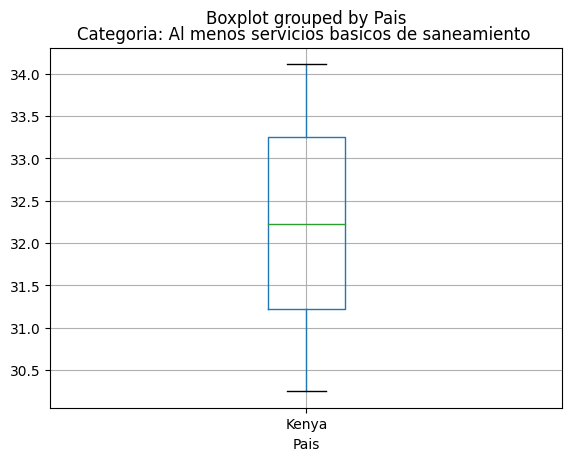 Boxplot grouped by Pais
Categoria: Al menos servicios basicos de saneamiento
34.0
33.5
33.0
32.5
32.0
31.5
31.0
30.5
Kenya
Pais